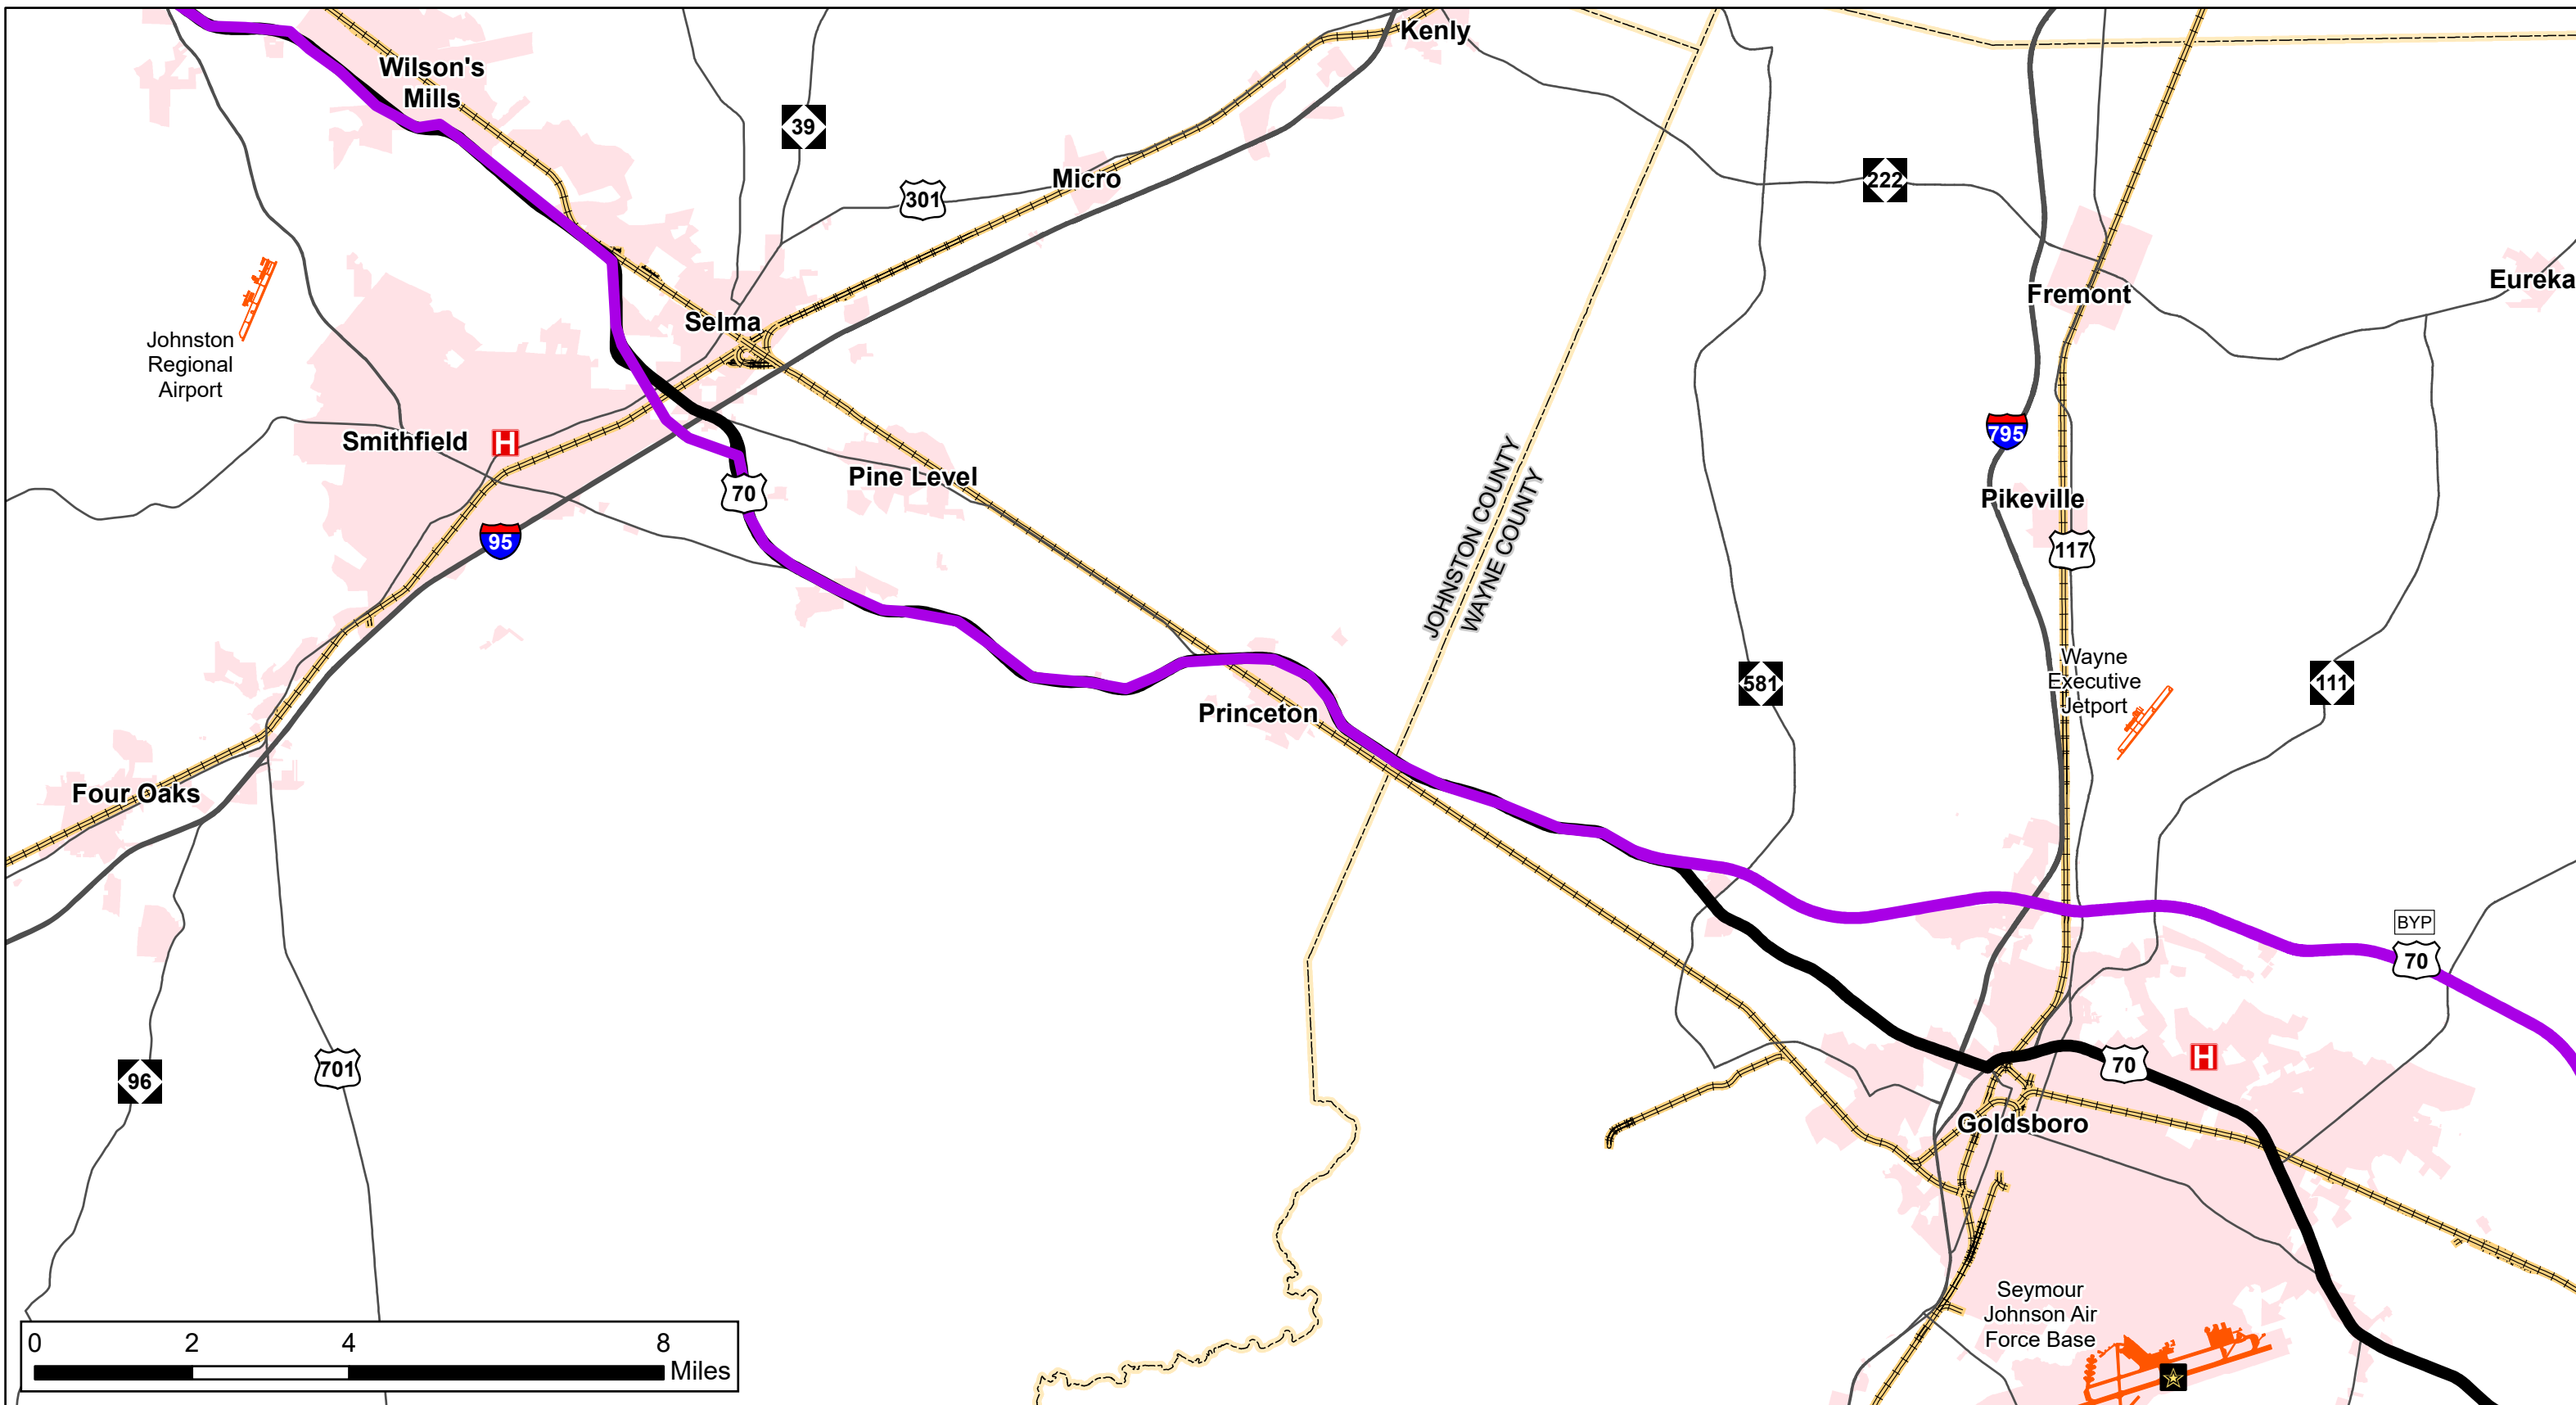 Kenly
Wilson's
Mills
39
Micro
222
301
Eureka
Fremont
Selma
Johnston
Regional
Airport
795
Smithfield
H
Pine Level
70
Pikeville
JOHNSTON COUNTY
WAYNE COUNTY
95
117
Wayne
Executive
Jetport
581
111
Princeton
Four Oaks
BYP
70
70
H
701
96
Goldsboro
Seymour
Johnson Air
Force Base
0 2 4 8
Miles